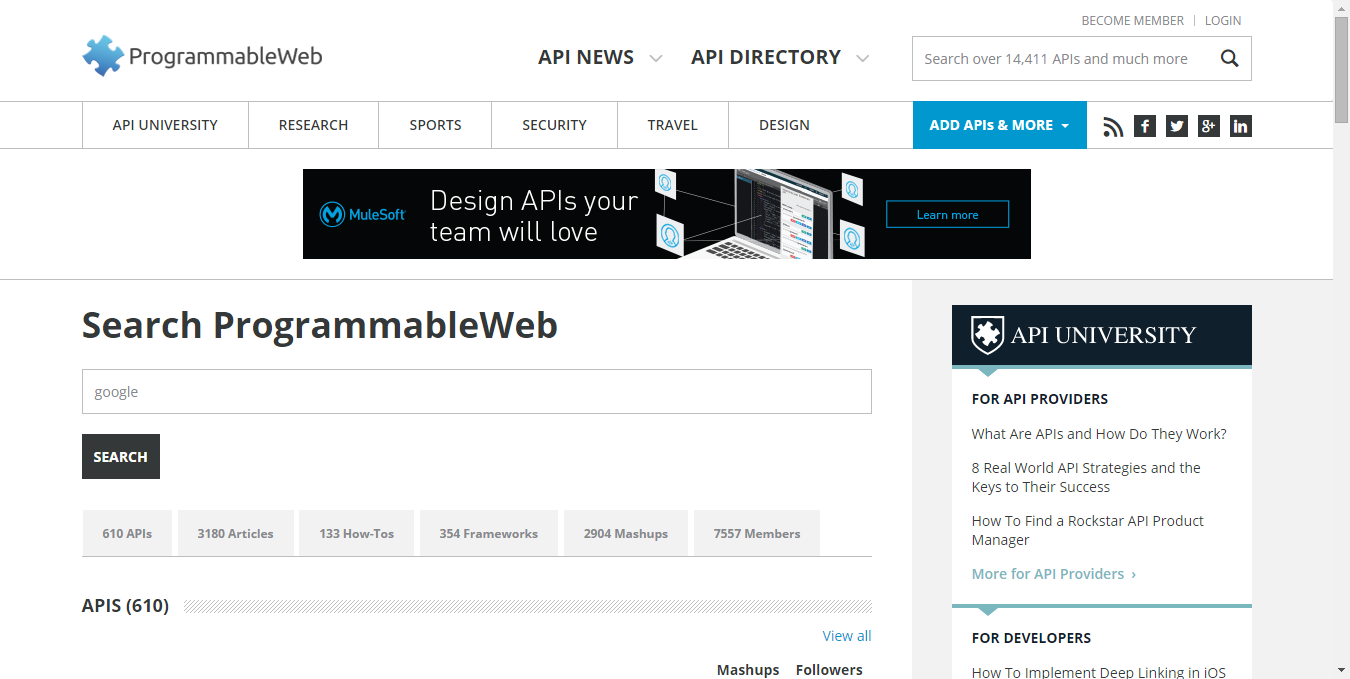 BECOME MEMBER | LOGIN
ProgrammableWeb
API NEWS
API DIRECTORY
Search over 14,411 APIs and much more
API UNIVERSITY
RESEARCH
SPORTS
SECURITY
TRAVEL
DESIGN
ADD APIs & MORE
MuleSoft
Design APIs your
team will love
Learn more
Search ProgrammableWeb
google
SEARCH
610 APIs
3180 Articles
133 How-Tos
354 Frameworks
2904 Mashups
7557 Members
APIS (610)
View all
Mashups Followers
API UNIVERSITY
FOR API PROVIDERS
What Are APIs and How Do They Work?
8 Real World API Strategies and the
Keys to Their Success
How To Find a Rockstar API Product
Manager
More for API Providers ›
FOR DEVELOPERS
How To Implement Deep Linking in iOS